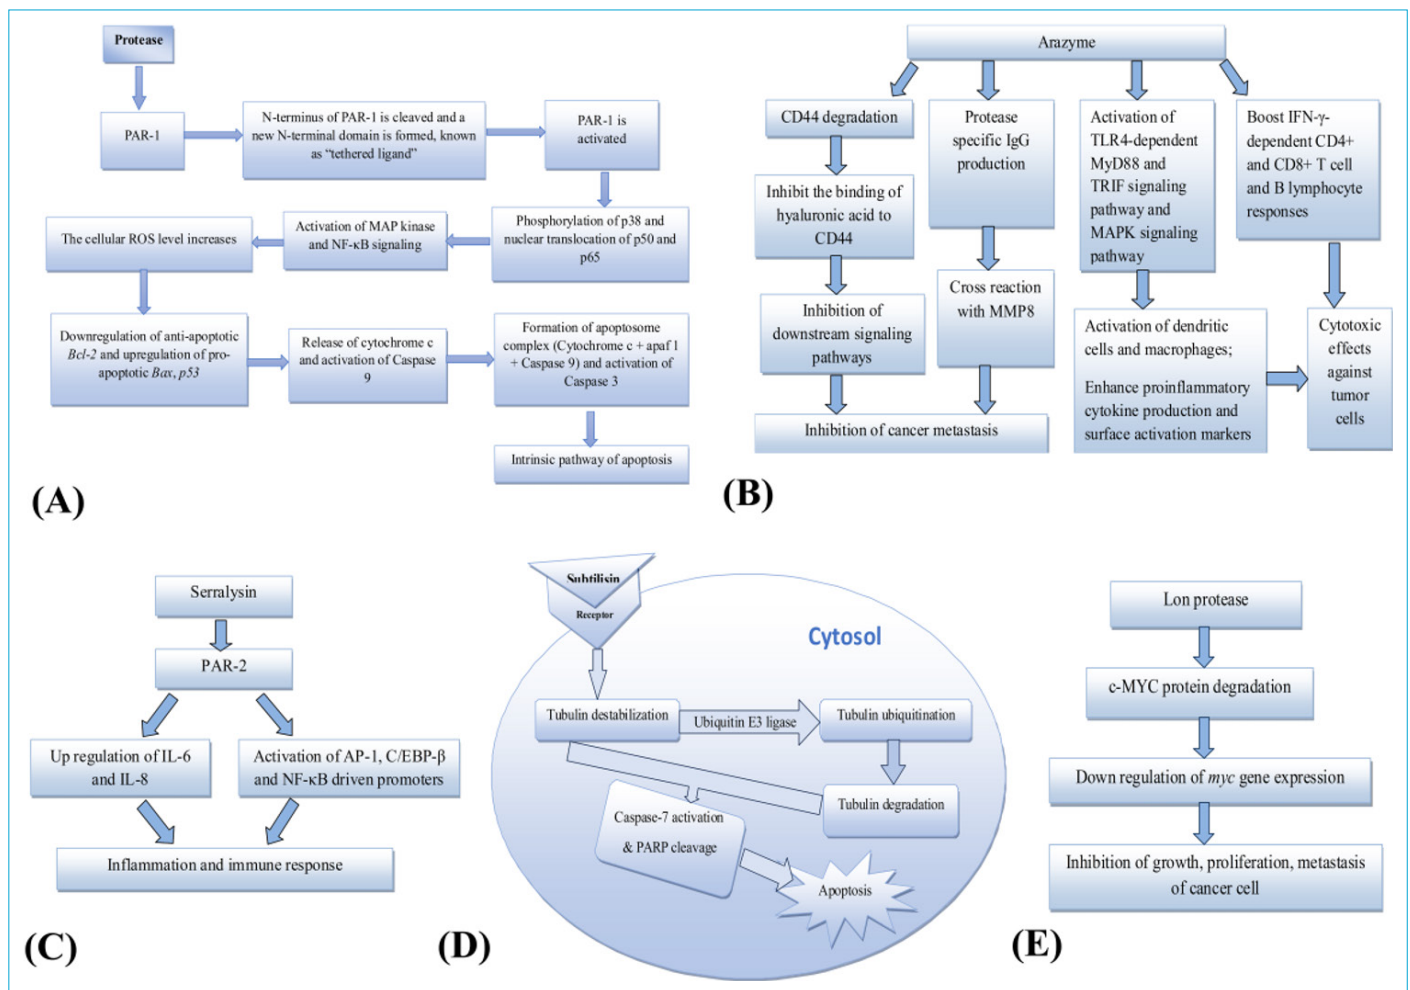 Protease
PAR-1
N-terminus of PAR-1 is cleaved and a
new N-terminal domain is formed, known
as “tethered ligand”
PAR-1 is
activated
Phosphorylation of p38 and
nuclear translocation of p50 and
p65
Activation of MAP kinase
and NF-κB signaling
The cellular ROS level increases
Downregulation of anti-apoptotic
Bcl-2 and upregulation of pro-
apoptotic Bax, p53
Release of cytochrome c
and activation of Caspase
9
Formation of apoptosome
complex (Cytochrome c + apaf 1
+ Caspase 9) and activation of
Caspase 3
Intrinsic pathway of apoptosis
(A)
Arazyme
CD44 degradation
Inhibit the binding of
hyaluronic acid to
CD44
Inhibition of
downstream signaling
pathways
Protease
specific IgG
production
Cross reaction
with MMP8
Inhibition of cancer metastasis
Activation of
TLR4-dependent
MyD88 and
TRIF signaling
pathway and
MAPK signaling
pathway
Activation of dendritic
cells and macrophages;
Enhance proinflammatory
cytokine production and
surface activation markers
Boost IFN-γ-
dependent CD4+
and CD8+ T cell
and B lymphocyte
responses
Cytotoxic
effects
against
tumor
cells
(B)
Serralysin
PAR-2
Up regulation of IL-6
and IL-8
Activation of AP-1, C/EBP-β
and NF-κB driven promoters
Inflammation and immune response
(C)
Subtilisin
Receptor
Cytosol
Tubulin destabilization
Ubiquitin E3 ligase
Tubulin ubiquitination
Tubulin degradation
Caspase-7 activation
& PARP cleavage
Apoptosis
(D)
Lon protease
c-MYC protein degradation
Down regulation of myc gene expression
Inhibition of growth, proliferation, metastasis
of cancer cell
(E)